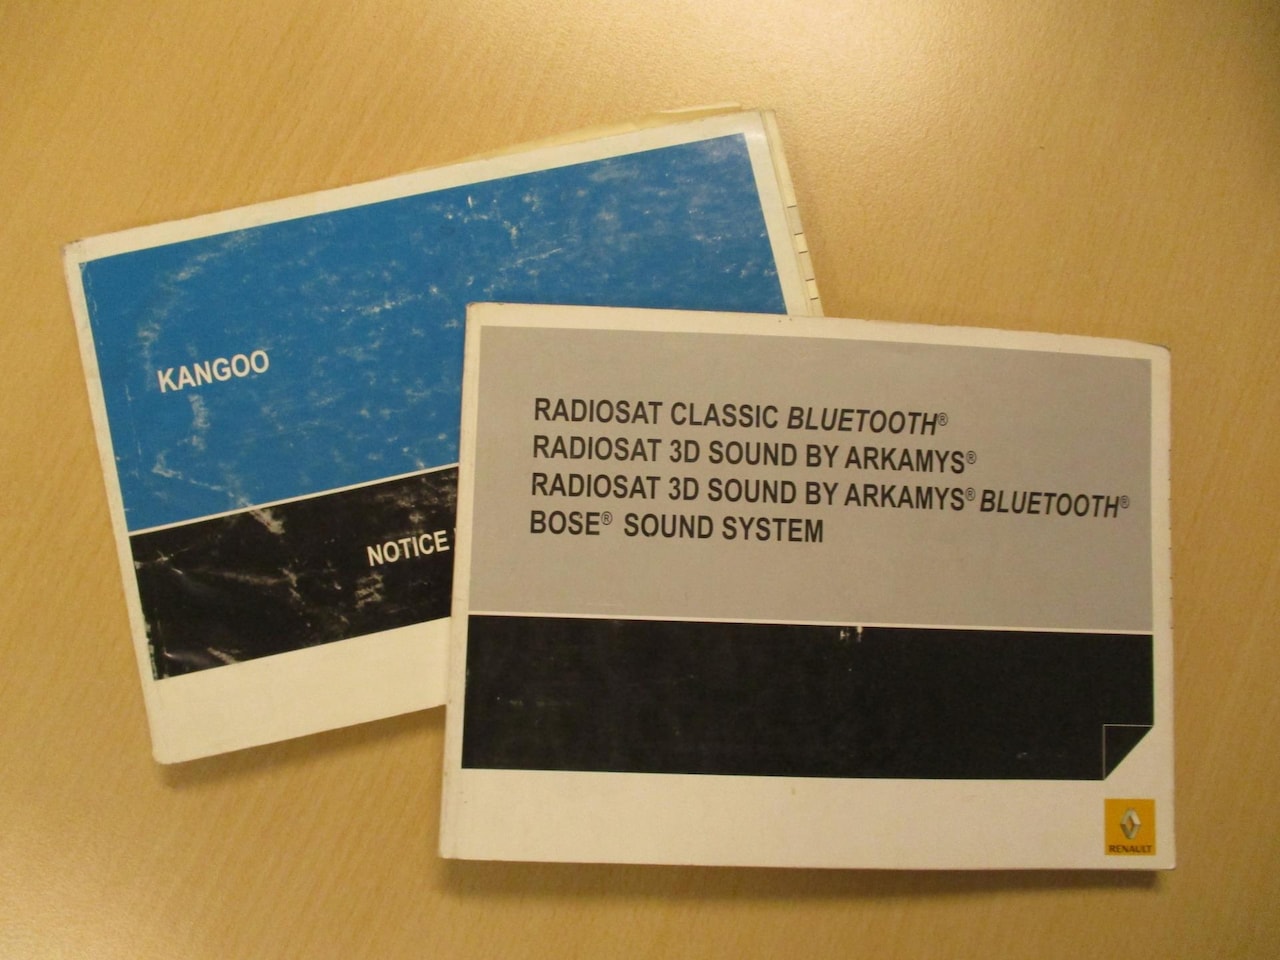 KANGOO
NOTICE
RADIOSAT CLASSIC BLUETOOTH®
RADIOSAT 3D SOUND BY ARKAMYS®
RADIOSAT 3D SOUND BY ARKAMYS® BLUETOOTH®
BOSE® SOUND SYSTEM
RENAULT